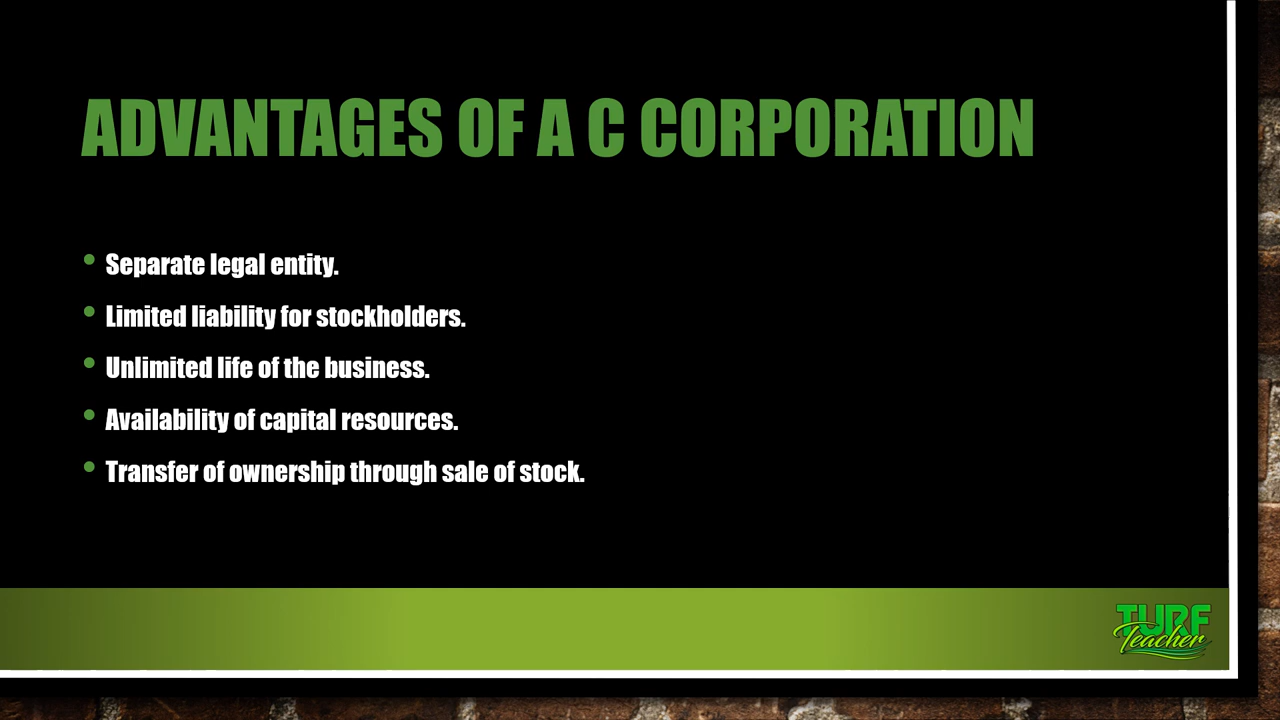 ADVANTAGES OF A C CORPORATION
• Separate legal entity.
• Limited liability for stockholders.
• Unlimited life of the business.
• Availability of capital resources.
• Transfer of ownership through sale of stock.
TURF
Teacher